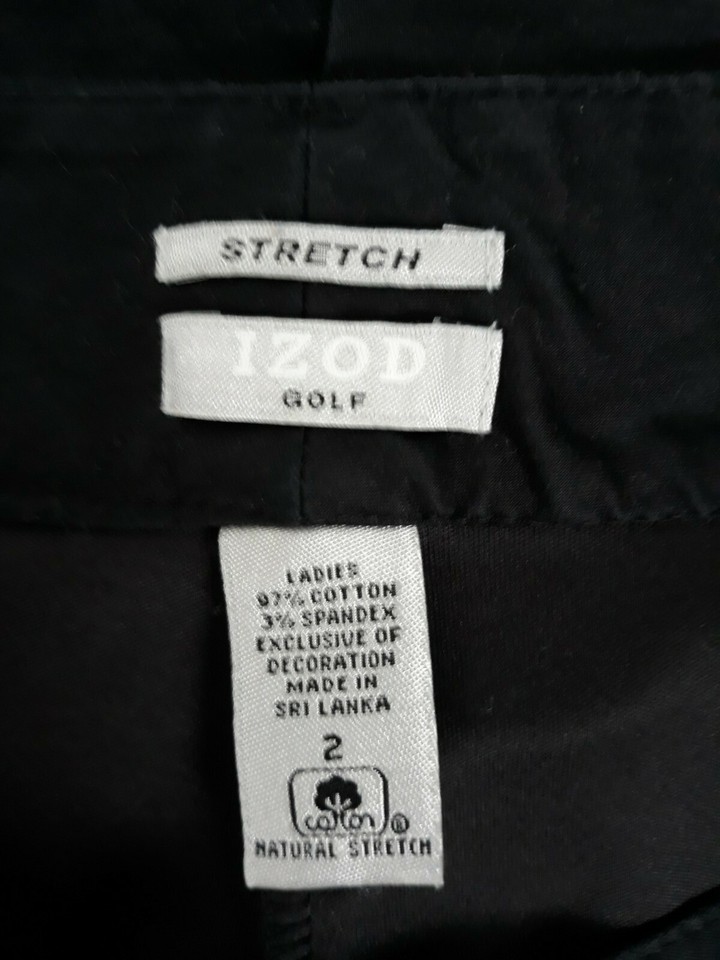 STRETCH
IZOD
GOLF
LADIES
97% COTTON
3% SPANDEX
EXCLUSIVE OF
DECORATION
MADE IN
SRI LANKA
2
cotton®
NATURAL STRETCH